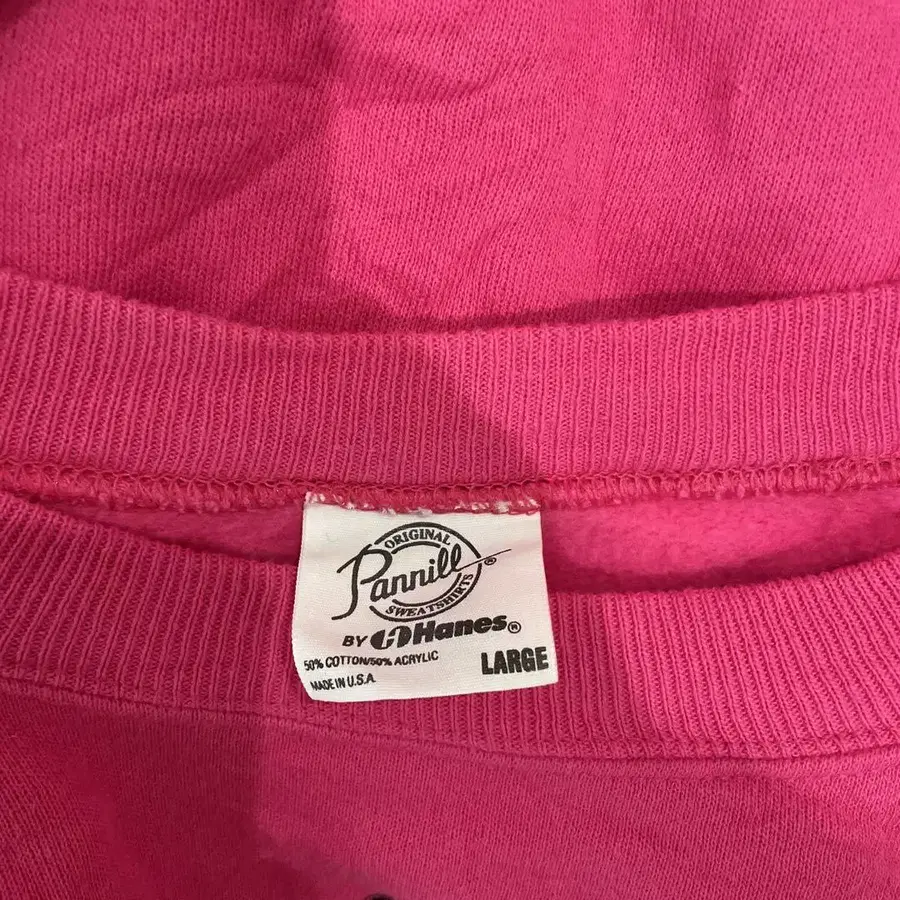 ORIGINAL
Pannill®
SWEATSHIRTS
BY Hanes®
50% COTTON/50% ACRYLIC
LARGE
MADE IN U.S.A.